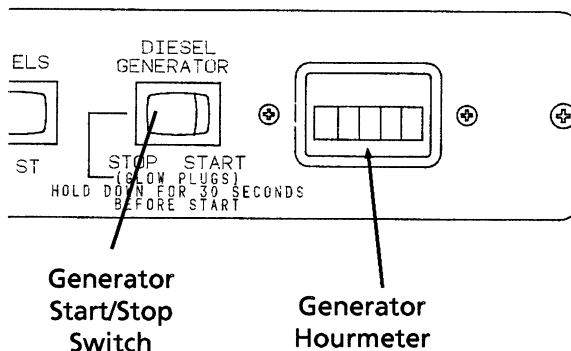 ELS
ST
DIESEL
GENERATOR
STOP START
(GLOW PLUGS)
HOLD DOWN FOR 30 SECONDS
BEFORE START
Generator
Start/Stop
Switch
Generator
Hourmeter